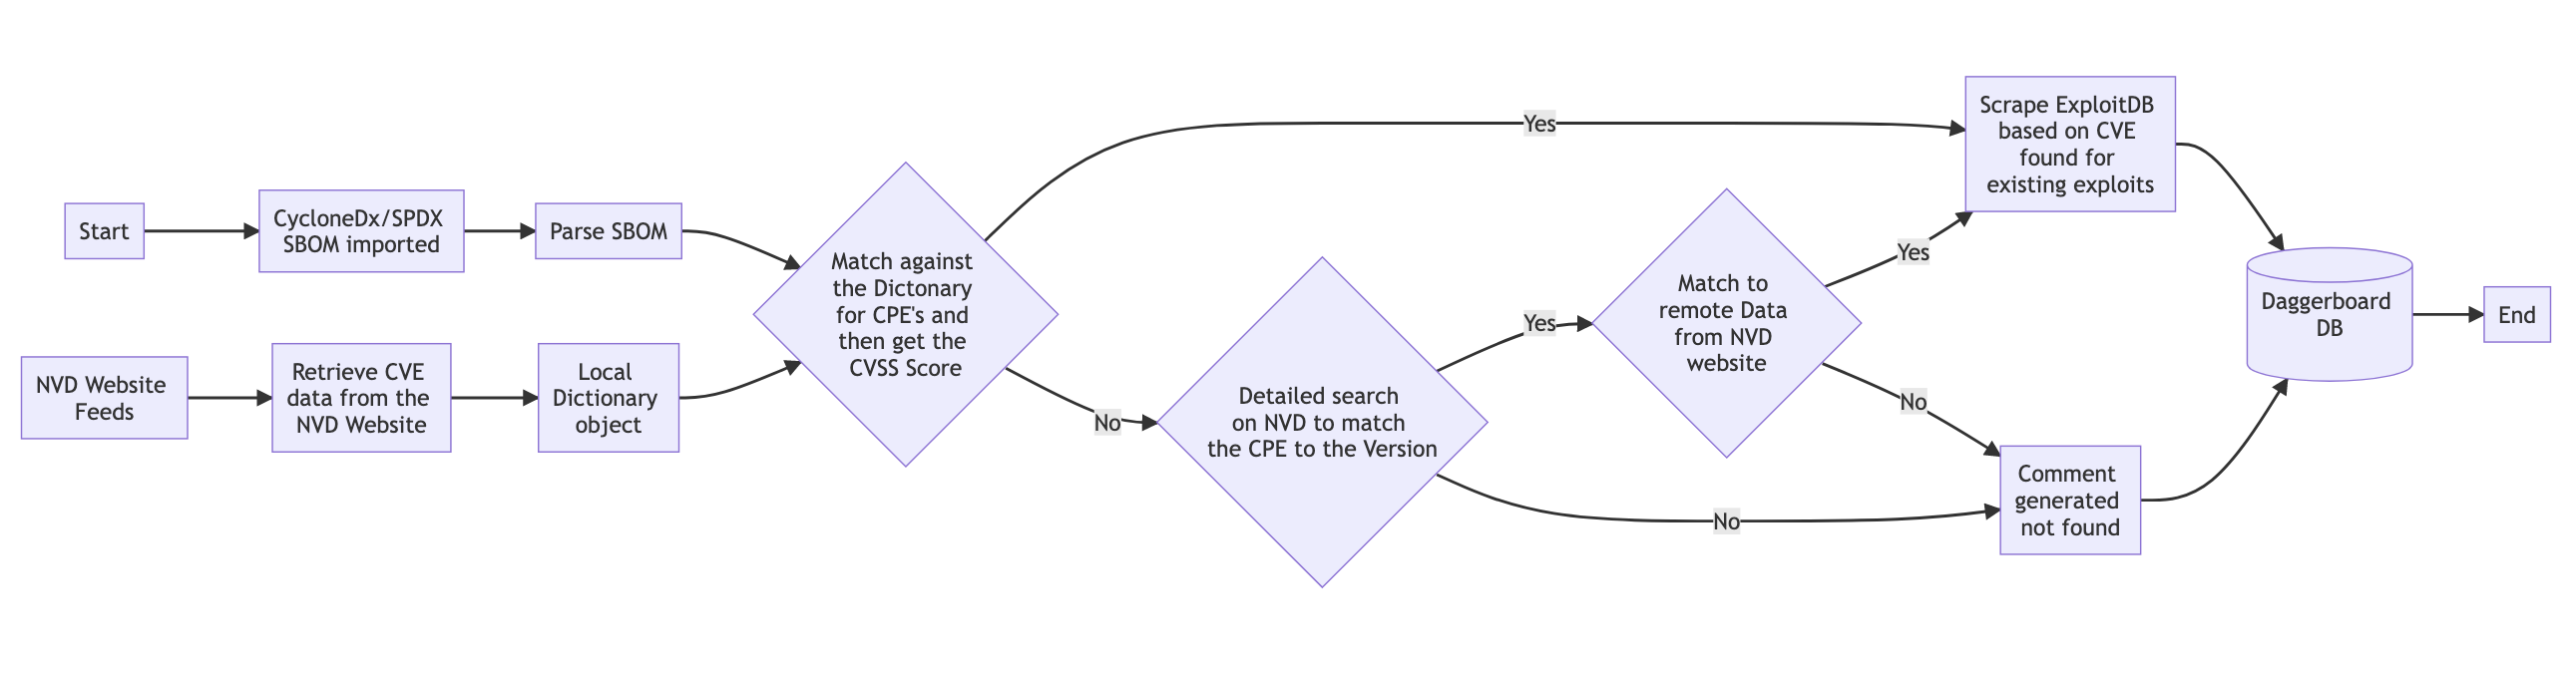 Start
CycloneDx/SPDX
SBOM imported
Parse SBOM
NVD Website
Feeds
Retrieve CVE
data from the
NVD Website
Local
Dictionary
object
Match against
the Dictonary
for CPE's and
then get the
CVSS Score
Yes
No
Detailed search
on NVD to match
the CPE to the Version
Yes
No
Match to
remote Data
from NVD
website
Yes
No
Scrape ExploitDB
based on CVE
found for
existing exploits
Comment
generated
not found
Daggerboard
DB
End